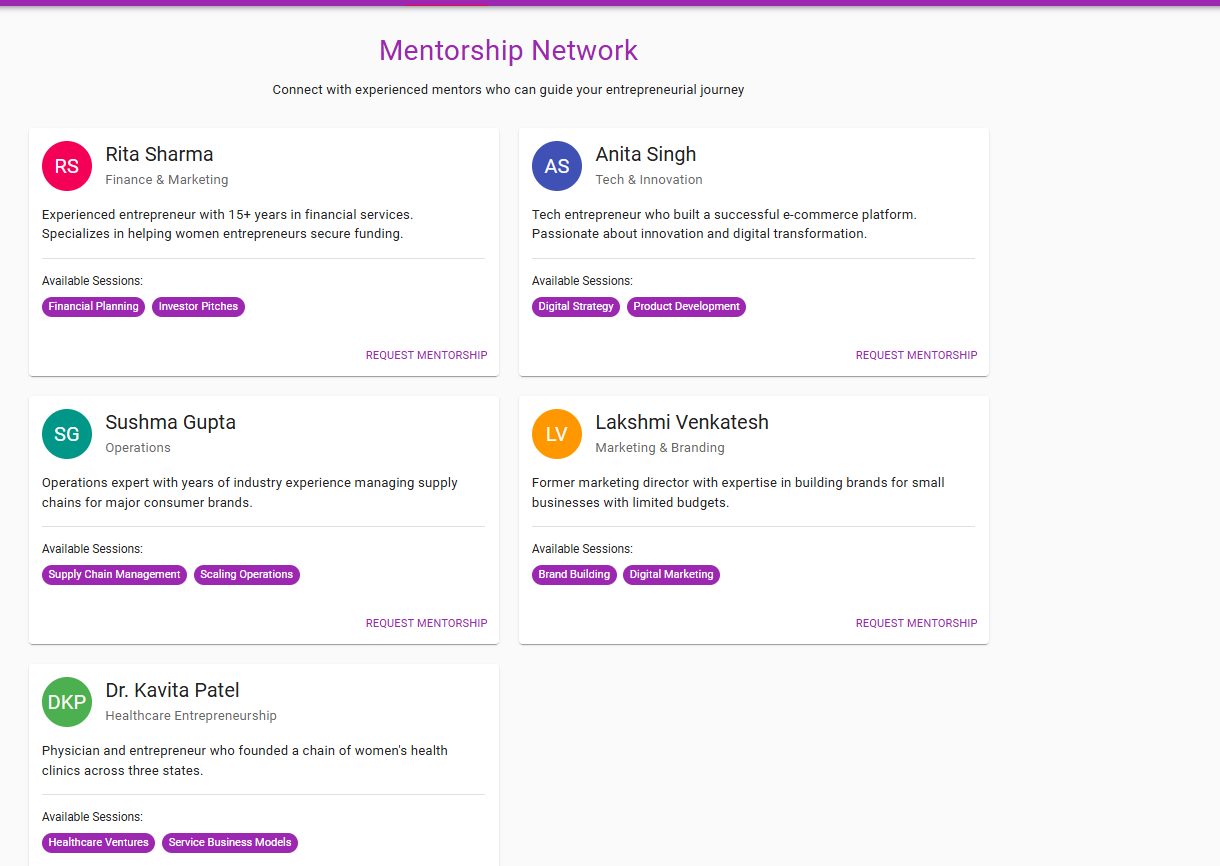 Mentorship Network
Connect with experienced mentors who can guide your entrepreneurial journey
RS
Rita Sharma
Finance & Marketing
Experienced entrepreneur with 15+ years in financial services.
Specializes in helping women entrepreneurs secure funding.
Available Sessions:
Financial Planning Investor Pitches
REQUEST MENTORSHIP
AS
Anita Singh
Tech & Innovation
Tech entrepreneur who built a successful e-commerce platform.
Passionate about innovation and digital transformation.
Available Sessions:
Digital Strategy Product Development
REQUEST MENTORSHIP
SG
Sushma Gupta
Operations
Operations expert with years of industry experience managing supply
chains for major consumer brands.
Available Sessions:
Supply Chain Management Scaling Operations
REQUEST MENTORSHIP
LV
Lakshmi Venkatesh
Marketing & Branding
Former marketing director with expertise in building brands for small
businesses with limited budgets.
Available Sessions:
Brand Building Digital Marketing
REQUEST MENTORSHIP
DKP
Dr. Kavita Patel
Healthcare Entrepreneurship
Physician and entrepreneur who founded a chain of women's health
clinics across three states.
Available Sessions:
Healthcare Ventures Service Business Models